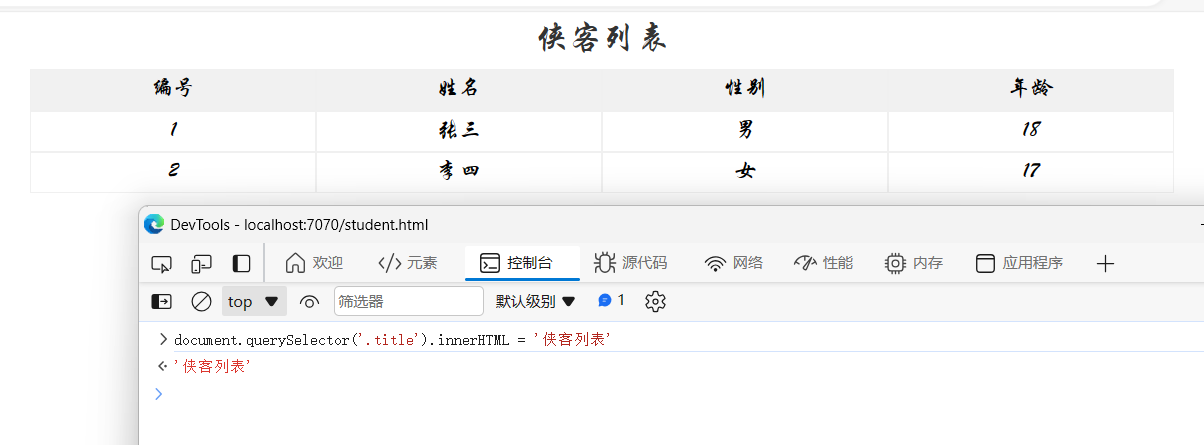 侠客列表
编号 姓名 性别 年龄
1 张三 男 18
2 李四 女 17
DevTools - localhost:7070/student.html
欢迎 元素 控制台 源代码 网络 性能 内存 应用程序
top 筛选器 默认级别 1
document.querySelector('.title').innerHTML = '侠客列表'
'侠客列表'